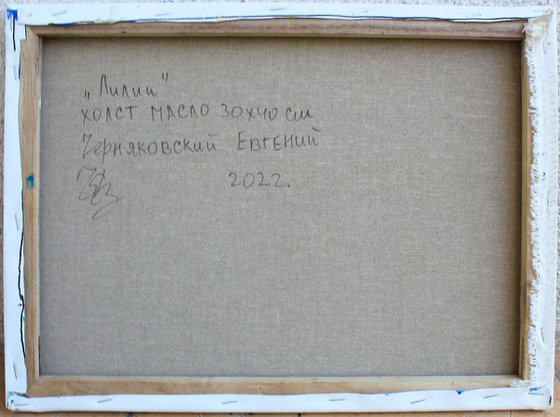 „Лилии"
ХОЛСТ МАСЛО 30х40 см
Черняковский ЕВГЕНИЙ
2022.